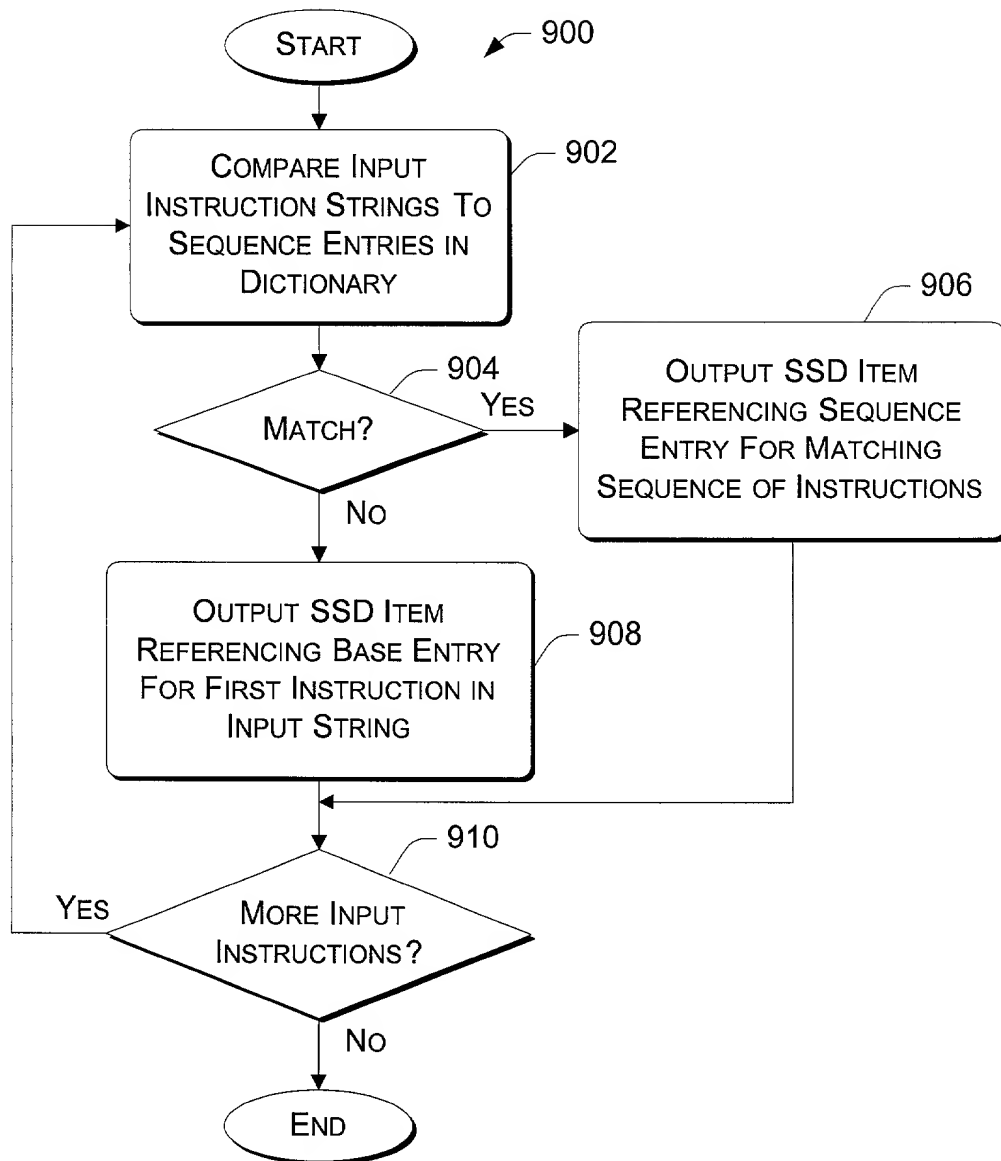 START
900
COMPARE INPUT
INSTRUCTION STRINGS TO
SEQUENCE ENTRIES IN
DICTIONARY
902
906
904
MATCH?
YES
OUTPUT SSD ITEM
REFERENCING SEQUENCE
ENTRY FOR MATCHING
SEQUENCE OF INSTRUCTIONS
NO
OUTPUT SSD ITEM
REFERENCING BASE ENTRY
FOR FIRST INSTRUCTION IN
INPUT STRING
908
910
YES
MORE INPUT
INSTRUCTIONS?
NO
END